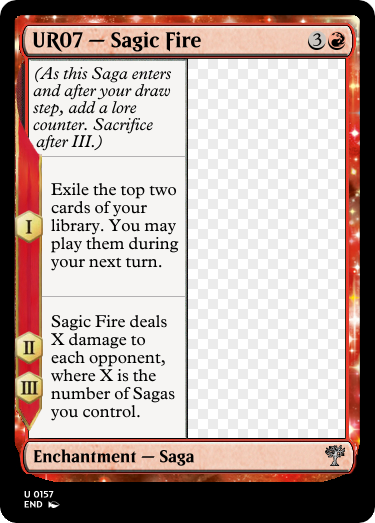 UR07 — Sagic Fire 3
(As this Saga enters
and after your draw
step, add a lore
counter. Sacrifice
after III.)
I
Exile the top two
cards of your
library. You may
play them during
your next turn.
II
III
Sagic Fire deals
X damage to
each opponent,
where X is the
number of Sagas
you control.
Enchantment — Saga
U 0157
END